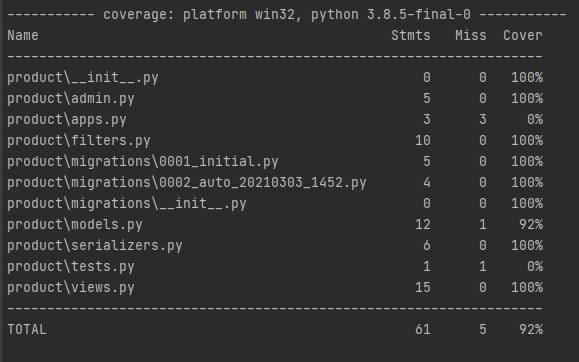 ----------- coverage: platform win32, python 3.8.5-final-0 -----------
Name                                       Stmts   Miss  Cover
--------------------------------------------------------------------
product\__init__.py                            0      0   100%
product\admin.py                               5      0   100%
product\apps.py                                3      3     0%
product\filters.py                            10      0   100%
product\migrations\0001_initial.py             5      0   100%
product\migrations\0002_auto_20210303_1452.py  4      0   100%
product\migrations\__init__.py                 0      0   100%
product\models.py                             12      1    92%
product\serializers.py                         6      0   100%
product\tests.py                               1      1     0%
product\views.py                              15      0   100%
--------------------------------------------------------------------
TOTAL                                         61      5    92%